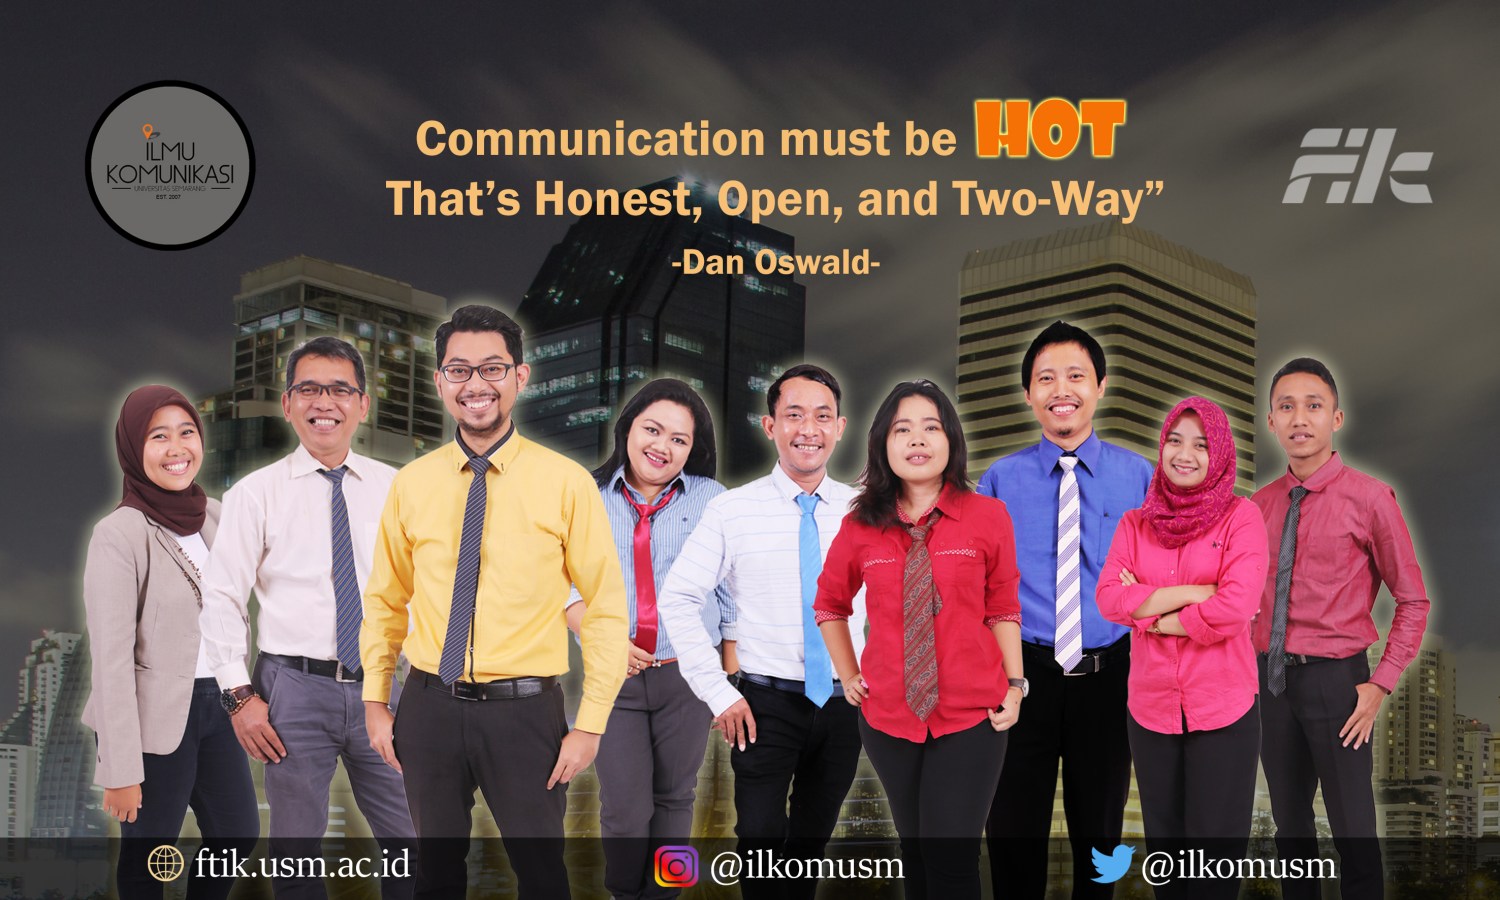 ILMU
KOMUNIKASI
UNIVERSITAS SEMARANG
EST. 2007
Communication must be HOT
That's Honest, Open, and Two-Way”
-Dan Oswald-
Fik
ftik.usm.ac.id
@ilkomusm
@ilkomusm